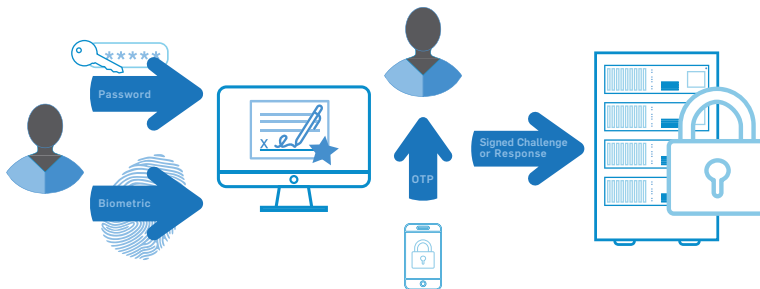 *****
Password
Biometric
x
OTP
Signed Challenge
or Response